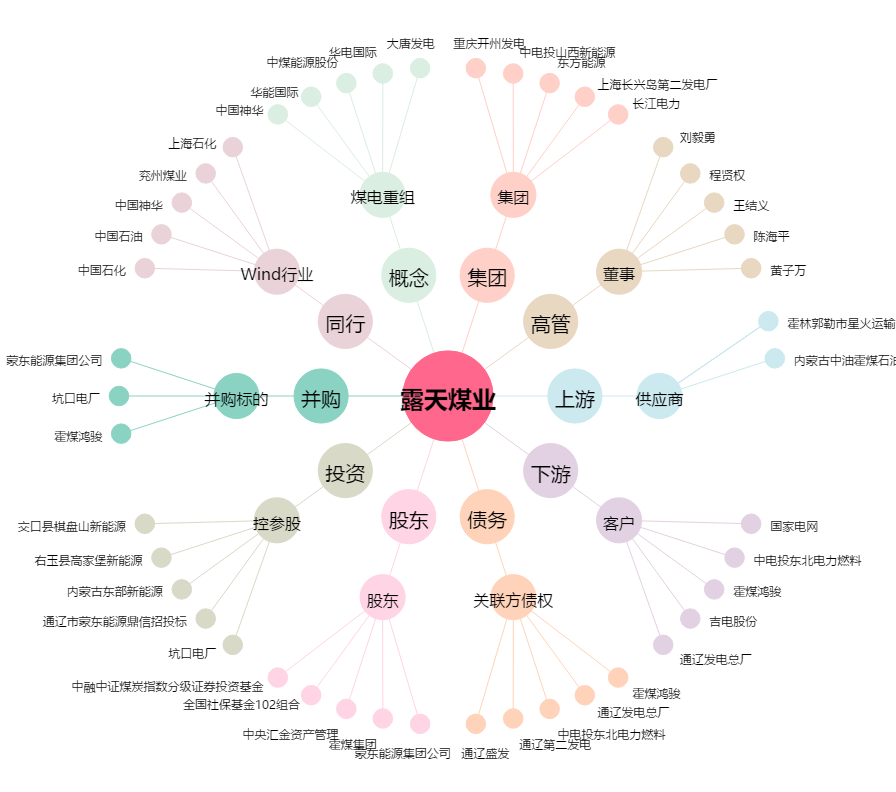 大唐发电
华电国际
中煤能源股份
华能国际
中国神华
煤电重组
概念
重庆开州发电
中电投山西新能源
东方能源
上海长兴岛第二发电厂
长江电力
集团
集团
刘毅勇
程贤权
王结义
陈海平
黄子万
董事
高管
上海石化
兖州煤业
中国神华
中国石油
中国石化
Wind行业
同行
霍林郭勒市星火运输
内蒙古中油霍煤石油
供应商
上游
露天煤业
蒙东能源集团公司
坑口电厂
霍煤鸿骏
并购标的
并购
投资
控参股
交口县棋盘山新能源
右玉县高家堡新能源
内蒙古东部新能源
通辽市蒙东能源鼎信招投标
坑口电厂
下游
客户
国家电网
中电投东北电力燃料
霍煤鸿骏
吉电股份
通辽发电总厂
股东
股东
中融中证煤炭指数分级证券投资基金
全国社保基金102组合
中央汇金资产管理
霍煤集团
蒙东能源集团公司
债务
关联方债权
霍煤鸿骏
通辽发电总厂
中电投东北电力燃料
通辽第二发电
通辽盛发